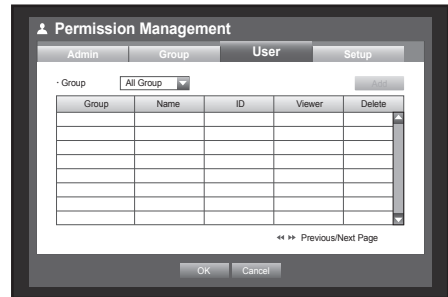 Permission Management
Admin Group User Setup
· Group All Group Add
Group Name ID Viewer Delete
Previous/Next Page
OK Cancel